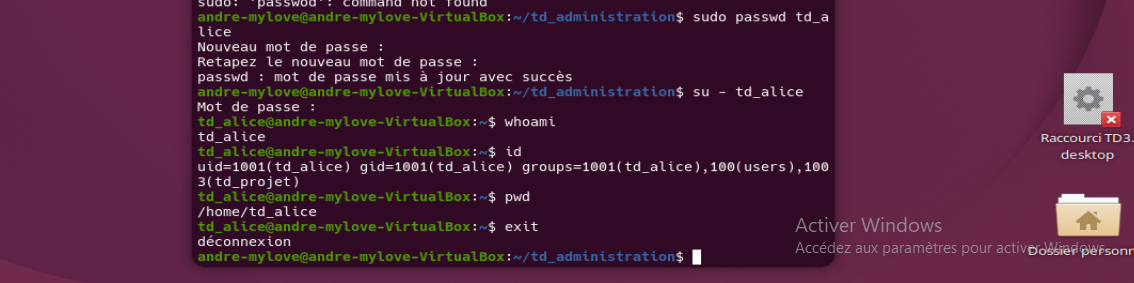 sudo: 'passwod': command not found
andre-mylove@andre-mylove-VirtualBox:~/td_administration$ sudo passwd td_a
lice
Nouveau mot de passe :
Retapez le nouveau mot de passe :
passwd : mot de passe mis à jour avec succès
andre-mylove@andre-mylove-VirtualBox:~/td_administration$ su - td_alice
Mot de passe :
td_alice@andre-mylove-VirtualBox:~$ whoami
td_alice
td_alice@andre-mylove-VirtualBox:~$ id
uid=1001(td_alice) gid=1001(td_alice) groups=1001(td_alice),100(users),100
3(td_projet)
td_alice@andre-mylove-VirtualBox:~$ pwd
/home/td_alice
td_alice@andre-mylove-VirtualBox:~$ exit
déconnexion
andre-mylove@andre-mylove-VirtualBox:~/td_administration$
Raccourci TD3.
desktop
Activer Windows
Accédez aux paramètres pour activer Windows.
Dossier personn